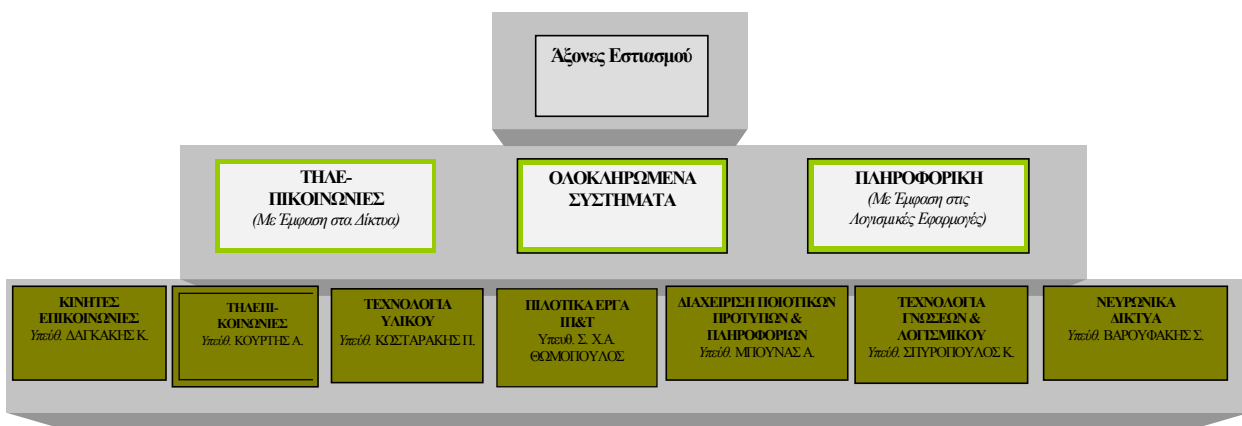 Άξονες Εστιασμού
ΤΗΛΕ-
ΠΙΚΟΙΝΩΝΙΕΣ
(Με Έμφαση στα Δίκτυα)
ΟΛΟΚΛΗΡΩΜΕΝΑ
ΣΥΣΤΗΜΑΤΑ
ΠΛΗΡΟΦΟΡΙΚΗ
(Με Έμφαση στις
Λογισμικές Εφαρμογές)
ΚΙΝΗΤΕΣ
ΕΠΙΚΟΙΝΩΝΙΕΣ
Υπεύθ. ΔΑΓΚΑΚΗΣ Κ.
ΤΗΛΕΠΙ-
ΚΟΙΝΩΝΙΕΣ
Υπεύθ. ΚΟΥΡΤΗΣ Α.
ΤΕΧΝΟΛΟΓΙΑ
ΥΛΙΚΟΥ
Υπεύθ. ΚΩΣΤΑΡΑΚΗΣ Π.
ΠΙΛΟΤΙΚΑ ΕΡΓΑ
ΙΠ&Τ
Υπευθ. Σ. Χ.Α.
ΘΩΜΟΠΟΥΛΟΣ
ΔΙΑΧΕΙΡΙΣΗ ΠΟΙΟΤΙΚΩΝ
ΠΡΟΤΥΠΩΝ &
ΠΛΗΡΟΦΟΡΙΩΝ
Υπεύθ. ΜΠΟΥΝΑΣ Α.
ΤΕΧΝΟΛΟΓΙΑ
ΓΝΩΣΕΩΝ &
ΛΟΓΙΣΜΙΚΟΥ
Υπεύθ. ΣΠΥΡΟΠΟΥΛΟΣ Κ.
ΝΕΥΡΩΝΙΚΑ
ΔΙΚΤΥΑ
Υπεύθ. ΒΑΡΟΥΦΑΚΗΣ Σ.